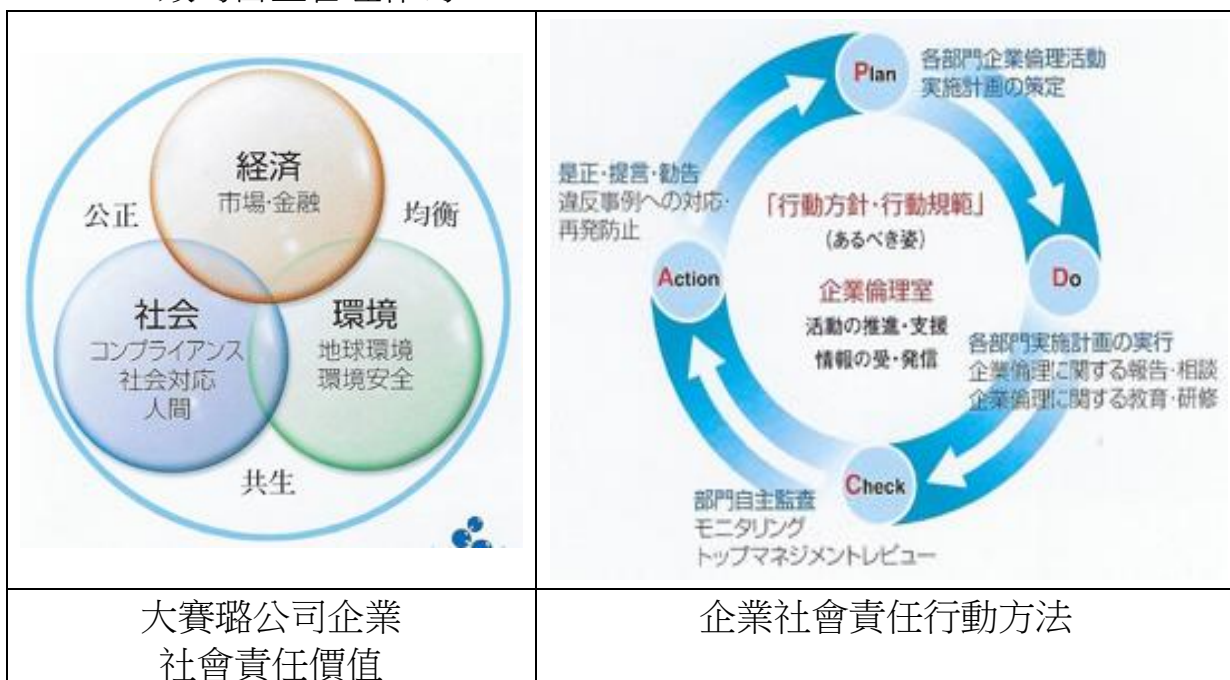 経済
市場・金融
公正
均衡
社会
コンプライアンス
社会対応
人間
環境
地球環境
環境安全
共生
Plan
各部門企業倫理活動
実施計画の策定
是正・提言・勧告
違反事例への対応・
再発防止
「行動方針・行動規範」
(あるべき姿)
Action
Do
企業倫理室
活動の推進・支援
情報の受・発信
各部門実施計画の実行
企業倫理に関する報告・相談
企業倫理に関する教育・研修
Check
部門自主監査
モニタリング
トップマネジメントレビュー
大賽璐公司企業
社會責任價值
企業社會責任行動方法